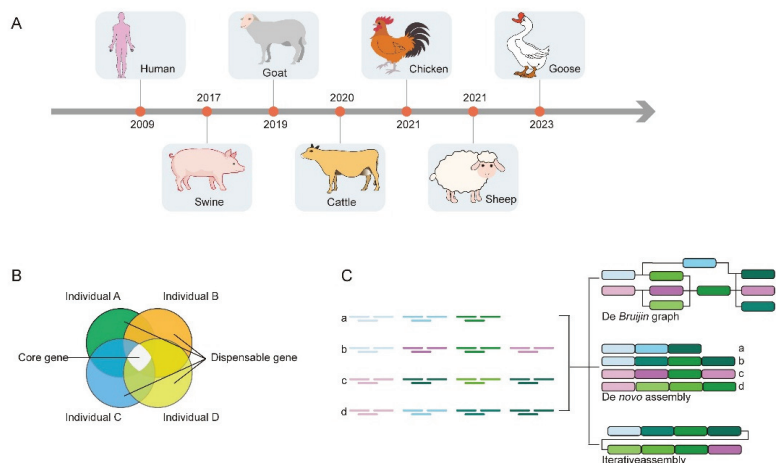 A
Human
Goat
Chicken
Goose
2017
2020
2021
2009
2019
2021
2023
Swine
Cattle
Sheep
B
Individual A
Individual B
Core gene
Dispensable gene
Individual C
Individual D
C
a
b
c
d
De Bruijin graph
a
b
c
d
De novo assembly
Iterativeassembly